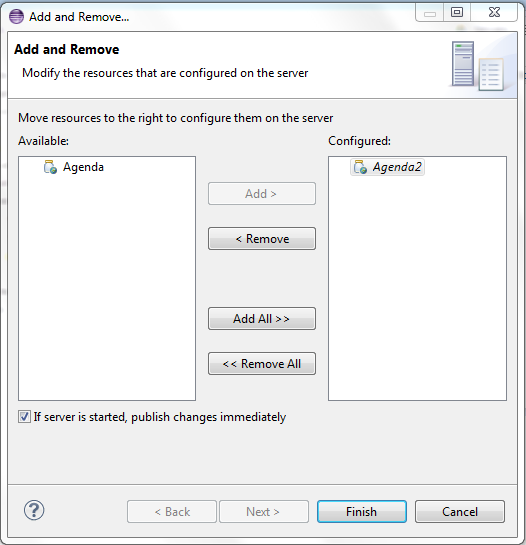 Add and Remove...
Add and Remove
Modify the resources that are configured on the server
Move resources to the right to configure them on the server
Available:
Configured:
Agenda
Agenda2
Add >
< Remove
Add All >>
<< Remove All
If server is started, publish changes immediately
?
< Back
Next >
Finish
Cancel